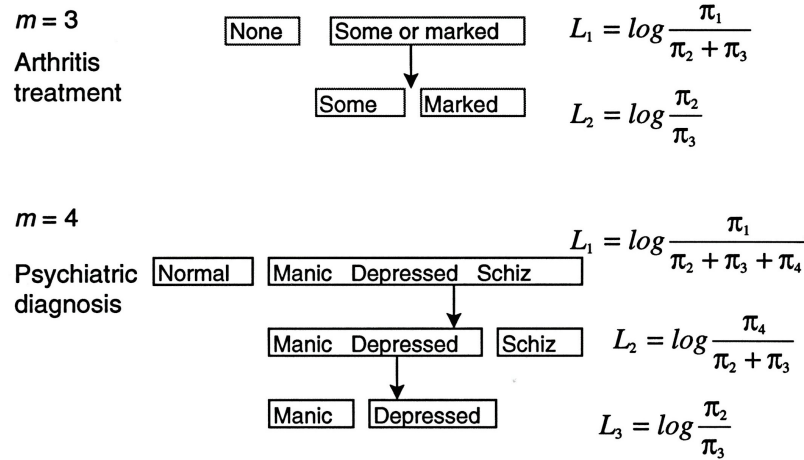 m = 3
Arthritis
treatment
None
Some or marked
L₁ = log π₁ / (π₂ + π₃)
Some
Marked
L₂ = log π₂ / π₃
m = 4
Psychiatric
diagnosis
Normal
Manic Depressed Schiz
L₁ = log π₁ / (π₂ + π₃ + π₄)
Manic Depressed
Schiz
L₂ = log π₄ / (π₂ + π₃)
Manic
Depressed
L₃ = log π₂ / π₃